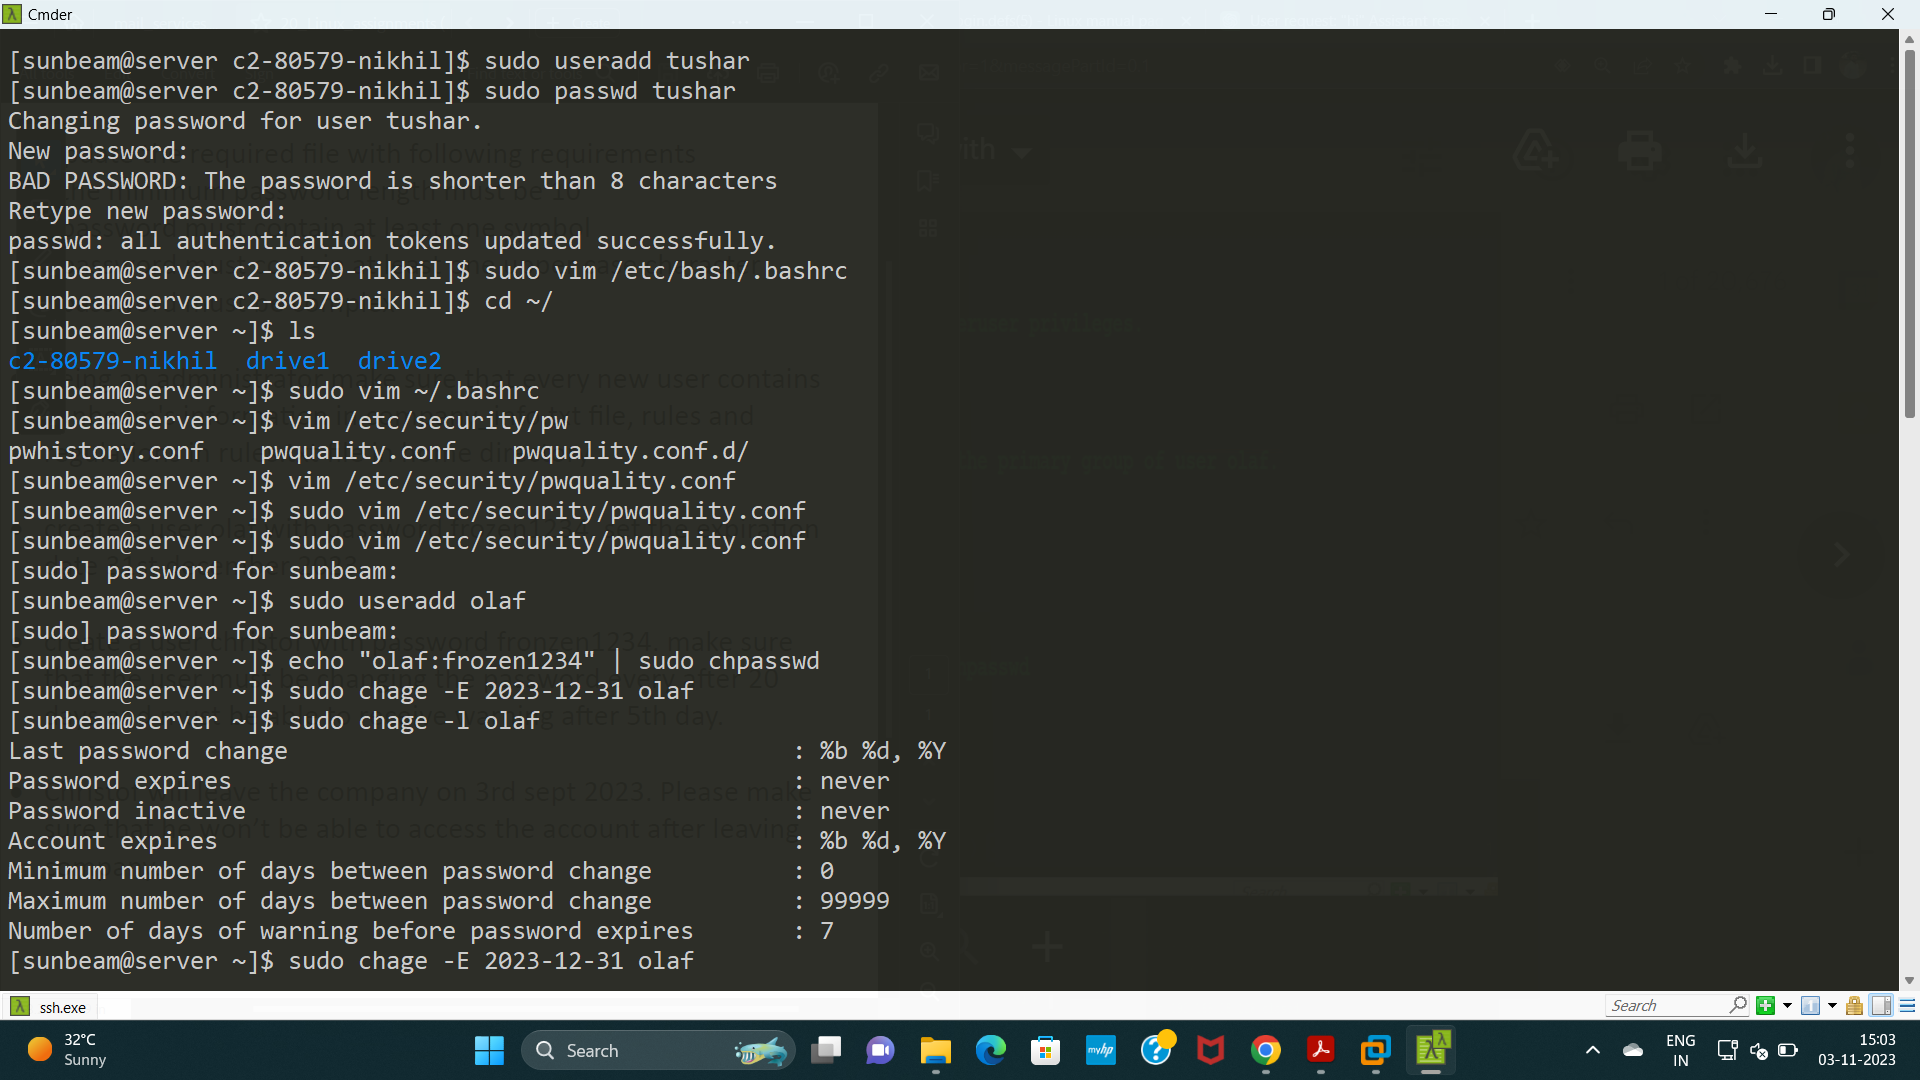 Cmder
[sunbeam@server c2-80579-nikhil]$ sudo useradd tushar
[sunbeam@server c2-80579-nikhil]$ sudo passwd tushar
Changing password for user tushar.
New password:
BAD PASSWORD: The password is shorter than 8 characters
Retype new password:
passwd: all authentication tokens updated successfully.
[sunbeam@server c2-80579-nikhil]$ sudo vim /etc/bash/.bashrc
[sunbeam@server c2-80579-nikhil]$ cd ~/
[sunbeam@server ~]$ ls
c2-80579-nikhil  drive1  drive2
[sunbeam@server ~]$ sudo vim ~/.bashrc
[sunbeam@server ~]$ vim /etc/security/pw
pwhistory.conf    pwquality.conf    pwquality.conf.d/
[sunbeam@server ~]$ vim /etc/security/pwquality.conf
[sunbeam@server ~]$ sudo vim /etc/security/pwquality.conf
[sunbeam@server ~]$ sudo vim /etc/security/pwquality.conf
[sudo] password for sunbeam:
[sunbeam@server ~]$ sudo useradd olaf
[sudo] password for sunbeam:
[sunbeam@server ~]$ echo "olaf:frozen1234" | sudo chpasswd
[sunbeam@server ~]$ sudo chage -E 2023-12-31 olaf
[sunbeam@server ~]$ sudo chage -l olaf
Last password change : %b %d, %Y
Password expires : never
Password inactive : never
Account expires : %b %d, %Y
Minimum number of days between password change : 0
Maximum number of days between password change : 99999
Number of days of warning before password expires : 7
[sunbeam@server ~]$ sudo chage -E 2023-12-31 olaf
ssh.exe
Search
32°C
Sunny
Search
myhp
ENG
IN
15:03
03-11-2023